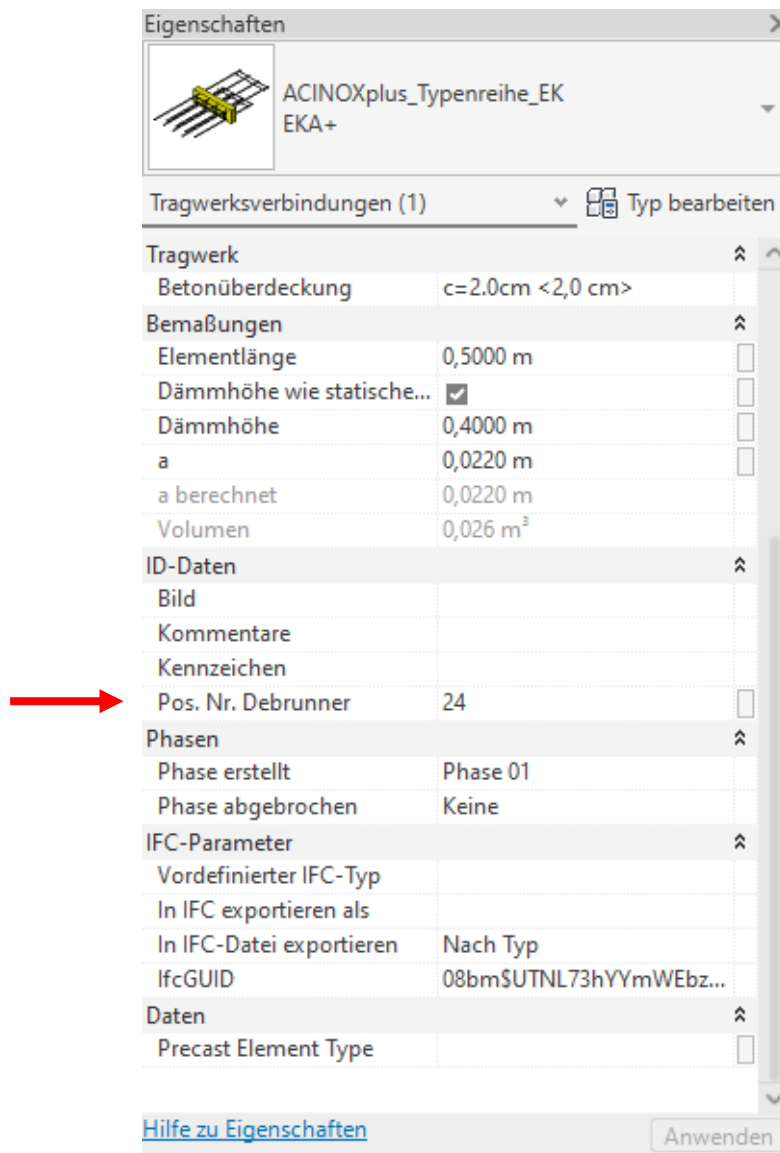 Eigenschaften
ACINOXplus_Typenreihe_EK
EKA+
Tragwerksverbindungen (1) Typ bearbeiten
Tragwerk
Betonüberdeckung c=2.0cm <2,0 cm>
Bemaßungen
Elementlänge 0,5000 m
Dämmhöhe wie statische...
Dämmhöhe 0,4000 m
a 0,0220 m
a berechnet 0,0220 m
Volumen 0,026 m³
ID-Daten
Bild
Kommentare
Kennzeichen
Pos. Nr. Debrunner 24
Phasen
Phase erstellt Phase 01
Phase abgebrochen Keine
IFC-Parameter
Vordefinierter IFC-Typ
In IFC exportieren als
In IFC-Datei exportieren Nach Typ
IfcGUID 08bm$UTNL73hYYmWEbz...
Daten
Precast Element Type
Hilfe zu Eigenschaften Anwenden